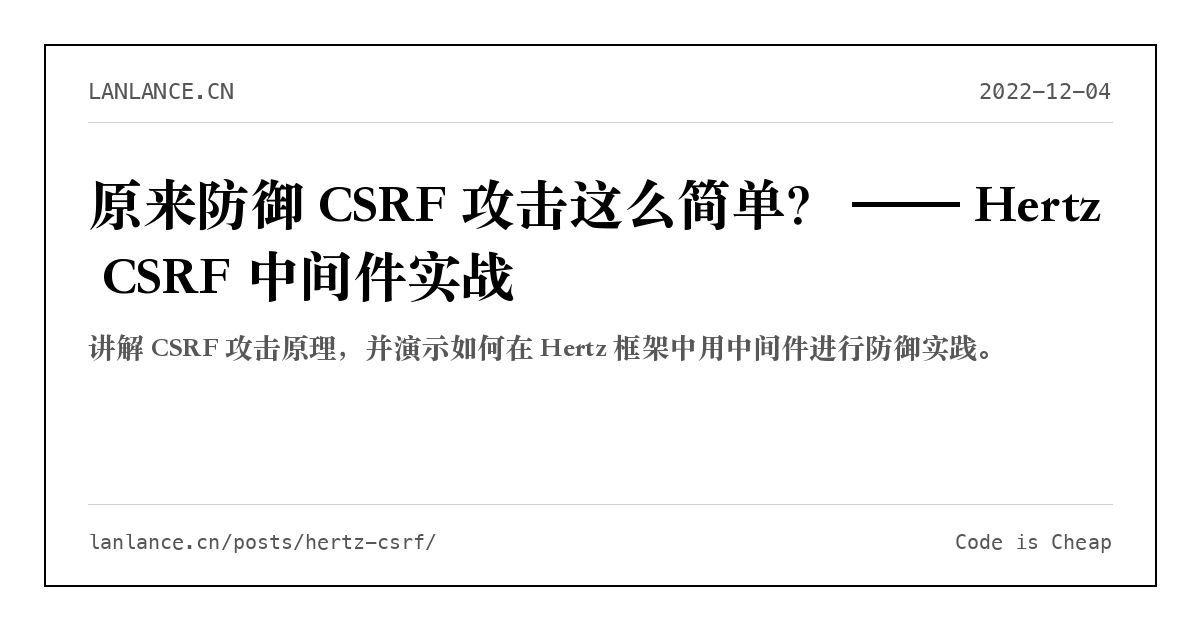 LANLANCE.CN
2022-12-04
原来防御 CSRF 攻击这么简单？ —— Hertz
CSRF 中间件实战
讲解 CSRF 攻击原理，并演示如何在 Hertz 框架中用中间件进行防御实践。
lanlance.cn/posts/hertz-csrf/
Code is Cheap